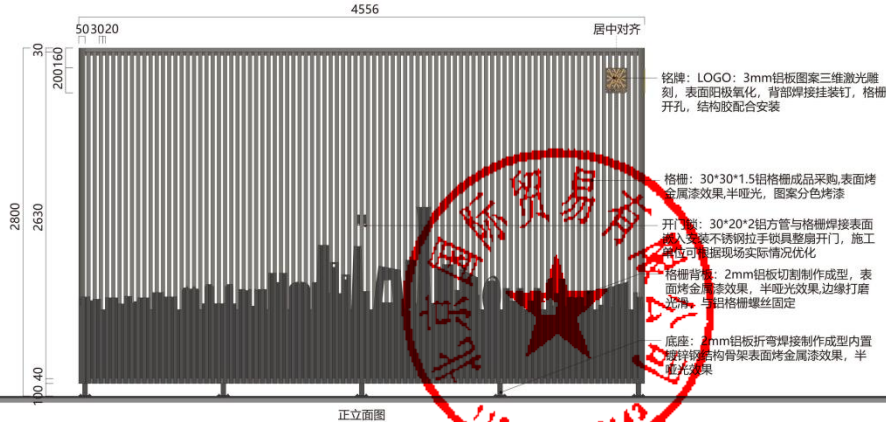 4556
50 30 20
居中对齐
30
200 160
2800
2630
100 40
铭牌：LOGO：3mm铝板图案三维激光雕
刻，表面阳极氧化，背部焊接挂装钉，格栅
开孔，结构胶配合安装
格栅：30*30*1.5铝格栅成品采购,表面烤
金属漆效果,半哑光，图案分色烤漆
开门锁：30*20*2铝方管与格栅焊接表面
嵌入安装不锈钢拉手锁具整扇开门，施工
单位可根据现场实际情况优化
格栅背板：2mm铝板切割制作成型，表
面烤金属漆效果，半哑光效果,边缘打磨
光滑，与铝格栅螺丝固定
底座：2mm铝板折弯焊接制作成型内置
镀锌钢结构骨架表面烤金属漆效果，半
哑光效果
正立面图
北京国际贸易有限公司